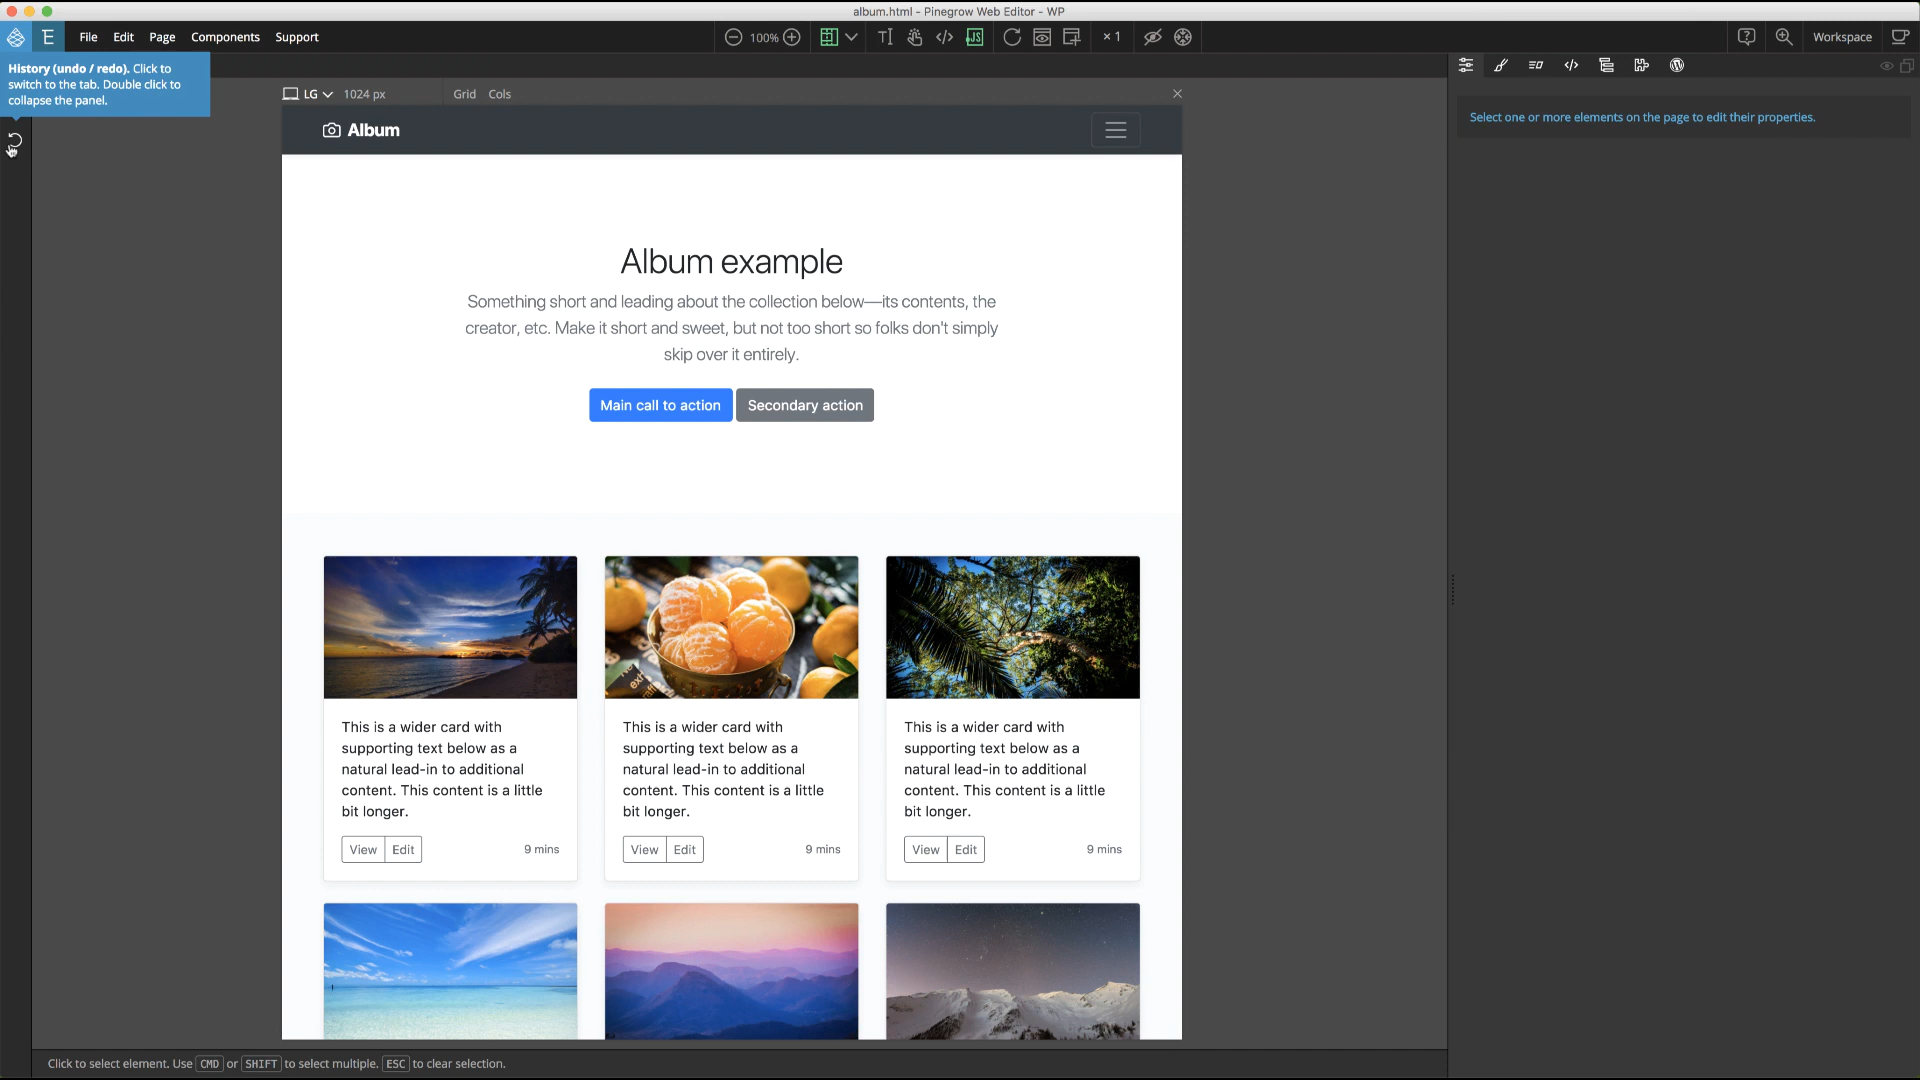 album.html - Pinegrow Web Editor - WP
E File Edit Page Components Support 100% JS × 1 Workspace
History (undo / redo). Click to
switch to the tab. Double click to
collapse the panel.
LG 1024 px Grid Cols
Album
Select one or more elements on the page to edit their properties.
Album example
Something short and leading about the collection below—its contents, the
creator, etc. Make it short and sweet, but not too short so folks don't simply
skip over it entirely.
Main call to action Secondary action
This is a wider card with
supporting text below as a
natural lead-in to additional
content. This content is a little
bit longer.
View Edit 9 mins
This is a wider card with
supporting text below as a
natural lead-in to additional
content. This content is a little
bit longer.
View Edit 9 mins
This is a wider card with
supporting text below as a
natural lead-in to additional
content. This content is a little
bit longer.
View Edit 9 mins
Click to select element. Use CMD or SHIFT to select multiple. ESC to clear selection.